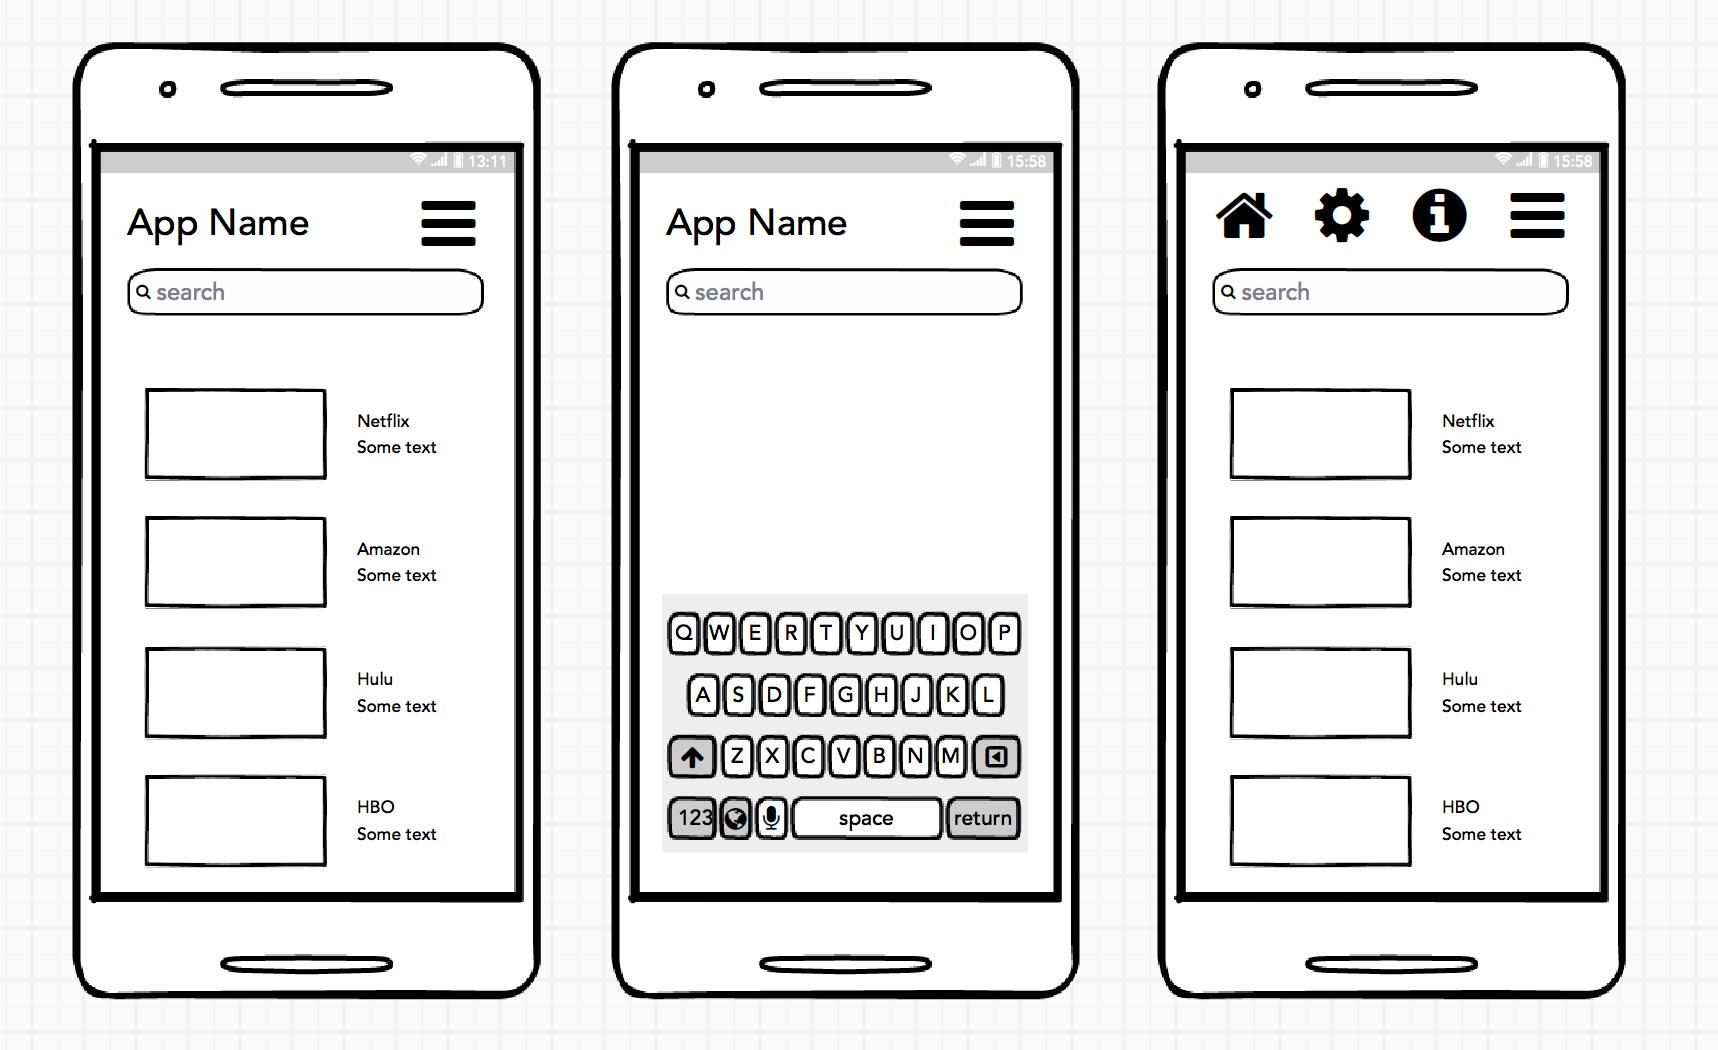 13:11
App Name
search
Netflix
Some text
Amazon
Some text
Hulu
Some text
HBO
Some text
15:58
App Name
search
Q W E R T Y U I O P
A S D F G H J K L
Z X C V B N M
123 space return
15:58
search
Netflix
Some text
Amazon
Some text
Hulu
Some text
HBO
Some text